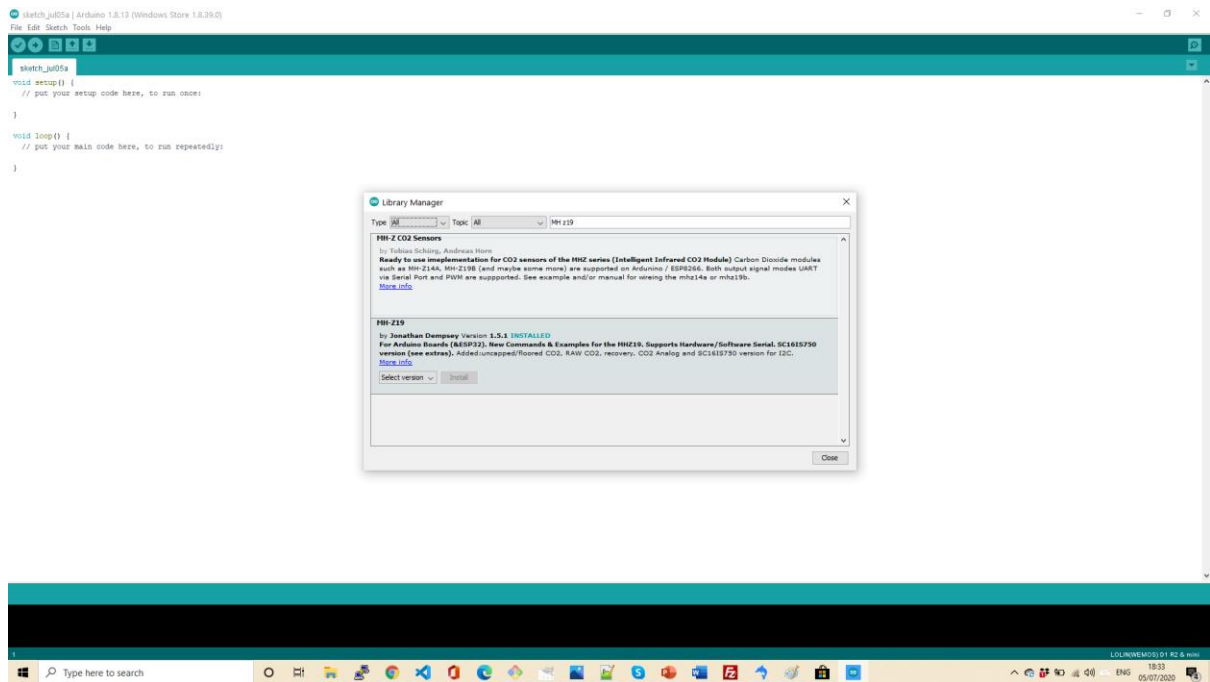 sketch_jul05a | Arduino 1.8.13 (Windows Store 1.8.39.0)
File Edit Sketch Tools Help
sketch_jul05a
void setup() {
// put your setup code here, to run once:
}
void loop() {
// put your main code here, to run repeatedly:
}
Library Manager
Type All Topic All MH z19
MH-Z CO2 Sensors
by Tobias Schürg, Andreas Horn
Ready to use imeplementation for CO2 sensors of the MHZ series (Intelligent Infrared CO2 Module) Carbon Dioxide modules
such as MH-Z14A, MH-Z19B (and maybe some more) are supported on Ardunino / ESP8266. Both output signal modes UART
via Serial Port and PWM are suppported. See example and/or manual for wireing the mhz14a or mhz19b.
More info
MH-Z19
by Jonathan Dempsey Version 1.5.1 INSTALLED
For Arduino Boards (&ESP32). New Commands & Examples for the MHZ19. Supports Hardware/Software Serial. SC16IS750
version (see extras). Added:uncapped/floored CO2, RAW CO2, recovery, CO2 Analog and SC16IS750 version for I2C.
More info
Select version Install
Close
1
LOLIN(WEMOS) D1 R2 & mini
Type here to search
ENG
18:33
05/07/2020